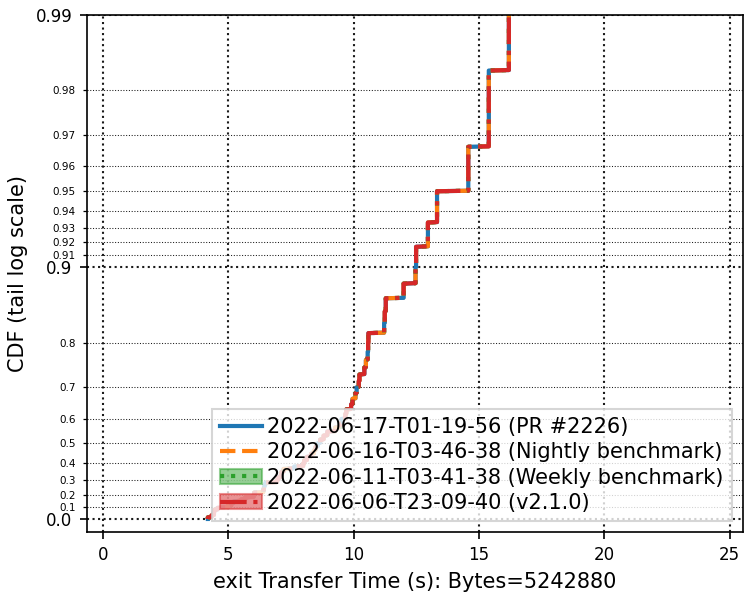 0.99
0.98
0.97
0.96
0.95
0.94
0.93
0.92
0.91
0.9
0.8
0.7
0.6
0.5
0.4
0.3
0.2
0.1
0.0
CDF (tail log scale)
2022-06-17-T01-19-56 (PR #2226)
2022-06-16-T03-46-38 (Nightly benchmark)
2022-06-11-T03-41-38 (Weekly benchmark)
2022-06-06-T23-09-40 (v2.1.0)
0 5 10 15 20 25
exit Transfer Time (s): Bytes=5242880